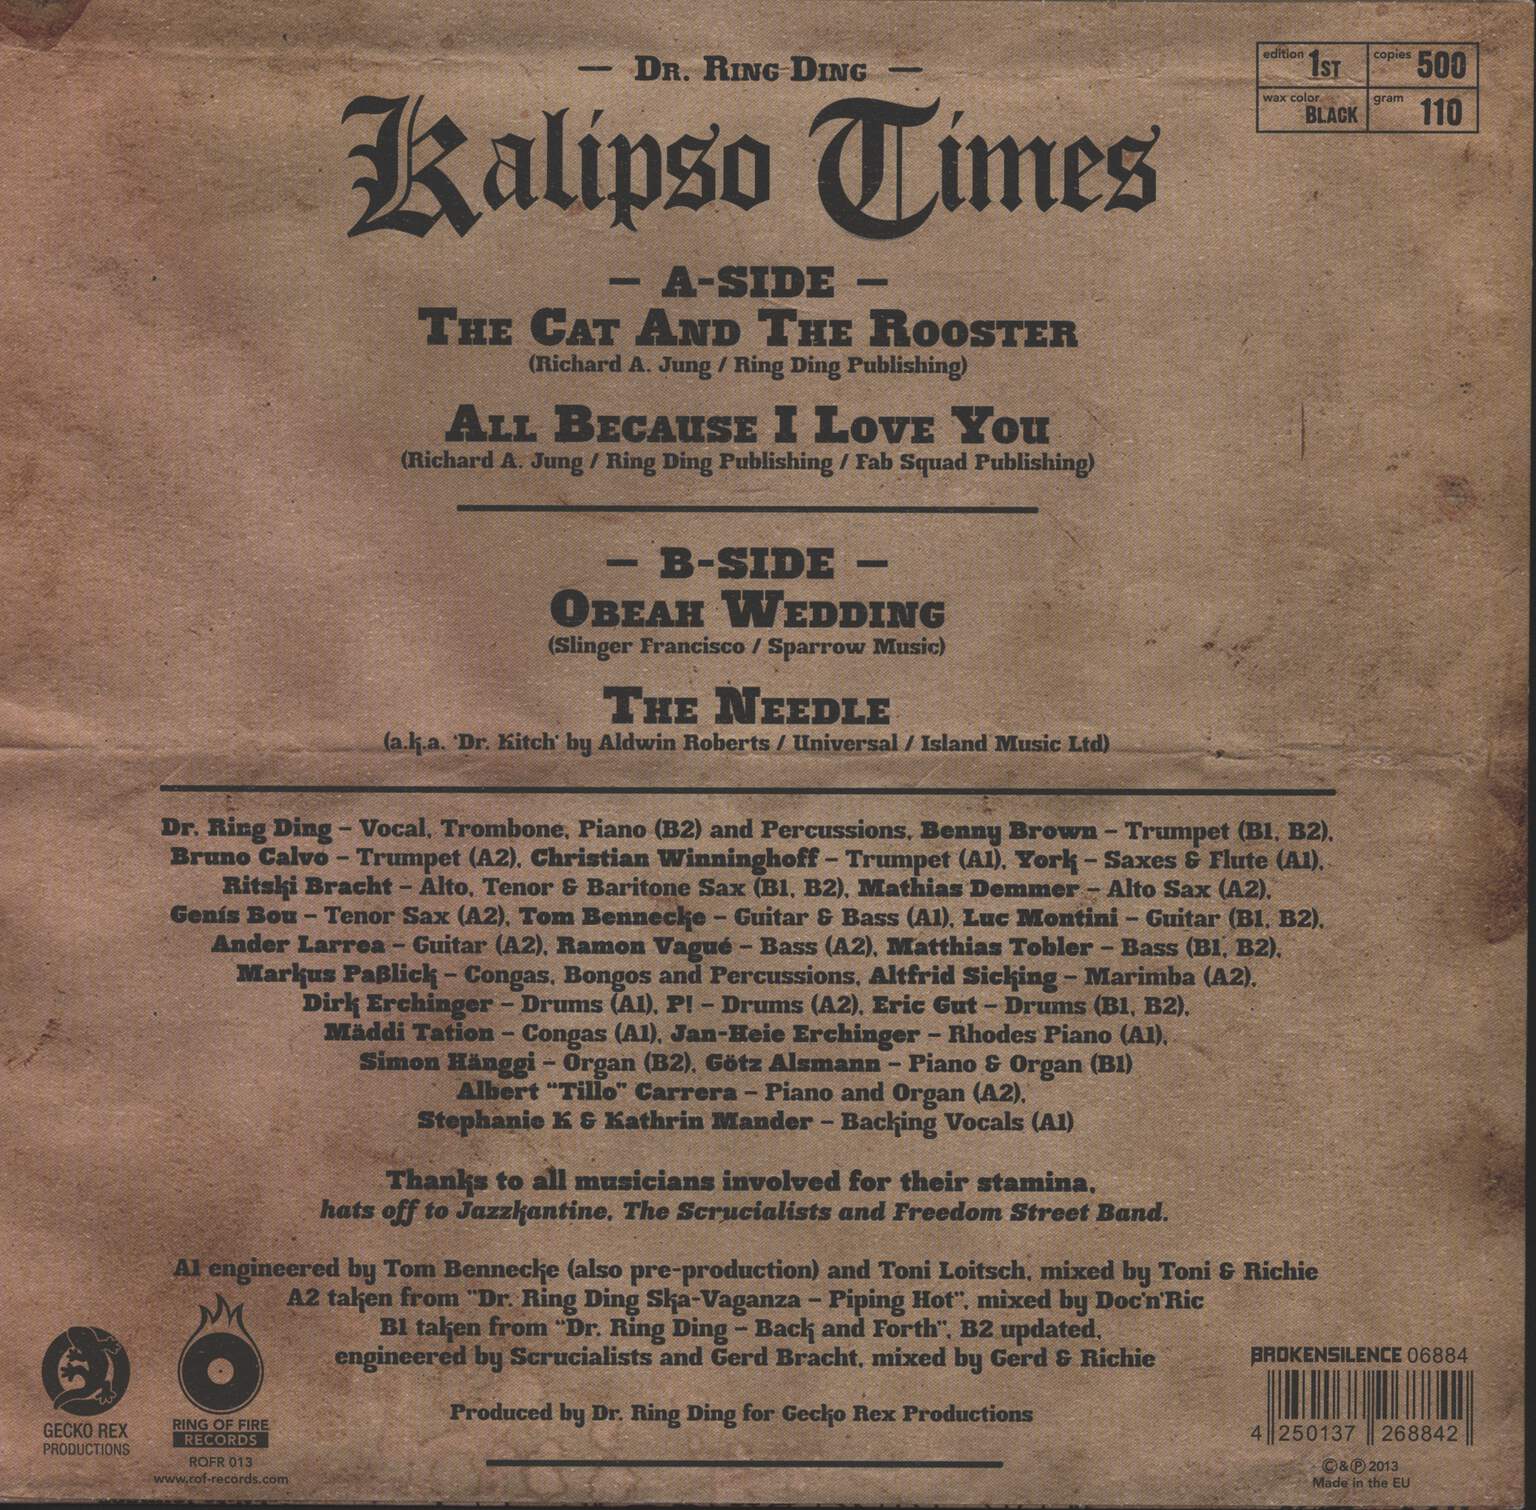 — Dr. Ring Ding —
Kalipso Times
edition 1ST copies 500
wax color BLACK gram 110
— A-SIDE —
The Cat And The Rooster
(Richard A. Jung / Ring Ding Publishing)
All Because I Love You
(Richard A. Jung / Ring Ding Publishing / Fab Squad Publishing)
— B-SIDE —
Obeah Wedding
(Slinger Francisco / Sparrow Music)
The Needle
(a.k.a. 'Dr. Kitch' by Aldwin Roberts / Universal / Island Music Ltd)
Dr. Ring Ding – Vocal, Trombone, Piano (B2) and Percussions, Benny Brown – Trumpet (B1, B2),
Bruno Calvo – Trumpet (A2), Christian Winninghoff – Trumpet (A1), York – Saxes & Flute (A1),
Ritski Bracht – Alto, Tenor & Baritone Sax (B1, B2), Mathias Demmer – Alto Sax (A2),
Genís Bou – Tenor Sax (A2), Tom Bennecke – Guitar & Bass (A1), Luc Montini – Guitar (B1, B2),
Ander Larrea – Guitar (A2), Ramon Vagué – Bass (A2), Matthias Tobler – Bass (B1, B2),
Markus Paßlick – Congas, Bongos and Percussions, Altfrid Sicking – Marimba (A2),
Dirk Erchinger – Drums (A1), P! – Drums (A2), Eric Gut – Drums (B1, B2),
Mäddi Tation – Congas (A1), Jan-Heie Erchinger – Rhodes Piano (A1),
Simon Hänggi – Organ (B2), Götz Alsmann – Piano & Organ (B1)
Albert "Tillo" Carrera – Piano and Organ (A2),
Stephanie K & Kathrin Mander – Backing Vocals (A1)
Thanks to all musicians involved for their stamina,
hats off to Jazzkantine, The Scrucialists and Freedom Street Band.
A1 engineered by Tom Bennecke (also pre-production) and Toni Loitsch, mixed by Toni & Richie
A2 taken from "Dr. Ring Ding Ska-Vaganza – Piping Hot", mixed by Doc'n'Ric
B1 taken from "Dr. Ring Ding – Back and Forth", B2 updated,
engineered by Scrucialists and Gerd Bracht, mixed by Gerd & Richie
Produced by Dr. Ring Ding for Gecko Rex Productions
GECKO REX
PRODUCTIONS
RING OF FIRE
RECORDS
ROFR 013
www.rof-records.com
BROKENSILENCE 06884
4 250137 268842
©&℗ 2013
Made in the EU